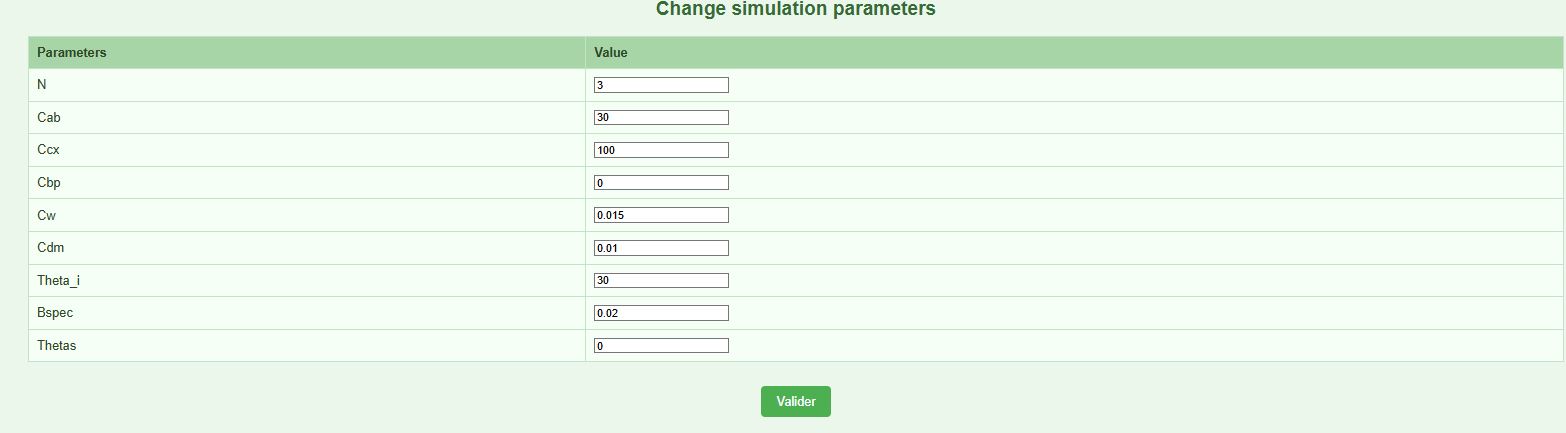 Change simulation parameters
Parameters Value
N 3
Cab 30
Ccx 100
Cbp 0
Cw 0.015
Cdm 0.01
Theta_i 30
Bspec 0.02
Thetas 0
Valider